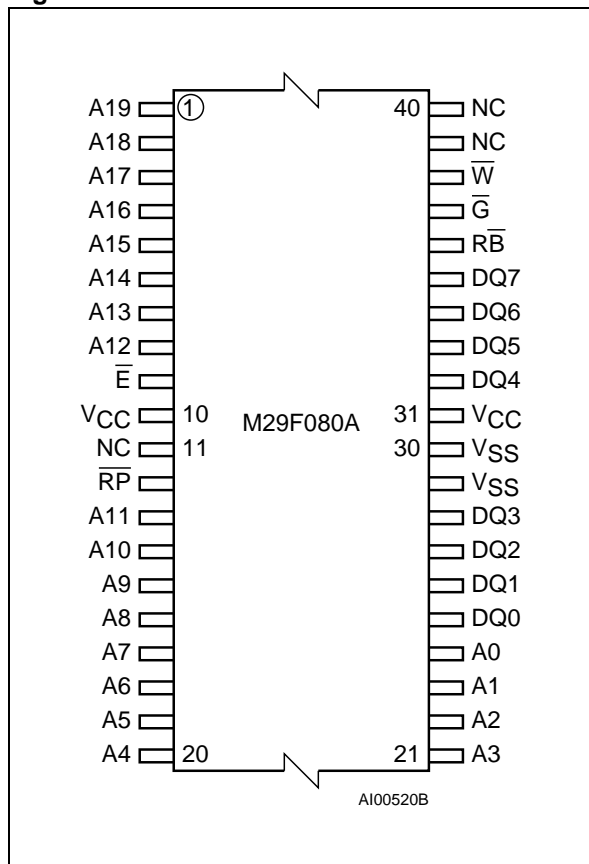 A19 1 40 NC
A18 NC
A17 W̅
A16 G̅
A15 RB̅
A14 DQ7
A13 DQ6
A12 DQ5
E̅ DQ4
VCC 10 M29F080A 31 VCC
NC 11 30 VSS
R̅P̅ VSS
A11 DQ3
A10 DQ2
A9 DQ1
A8 DQ0
A7 A0
A6 A1
A5 A2
A4 20 21 A3
AI00520B